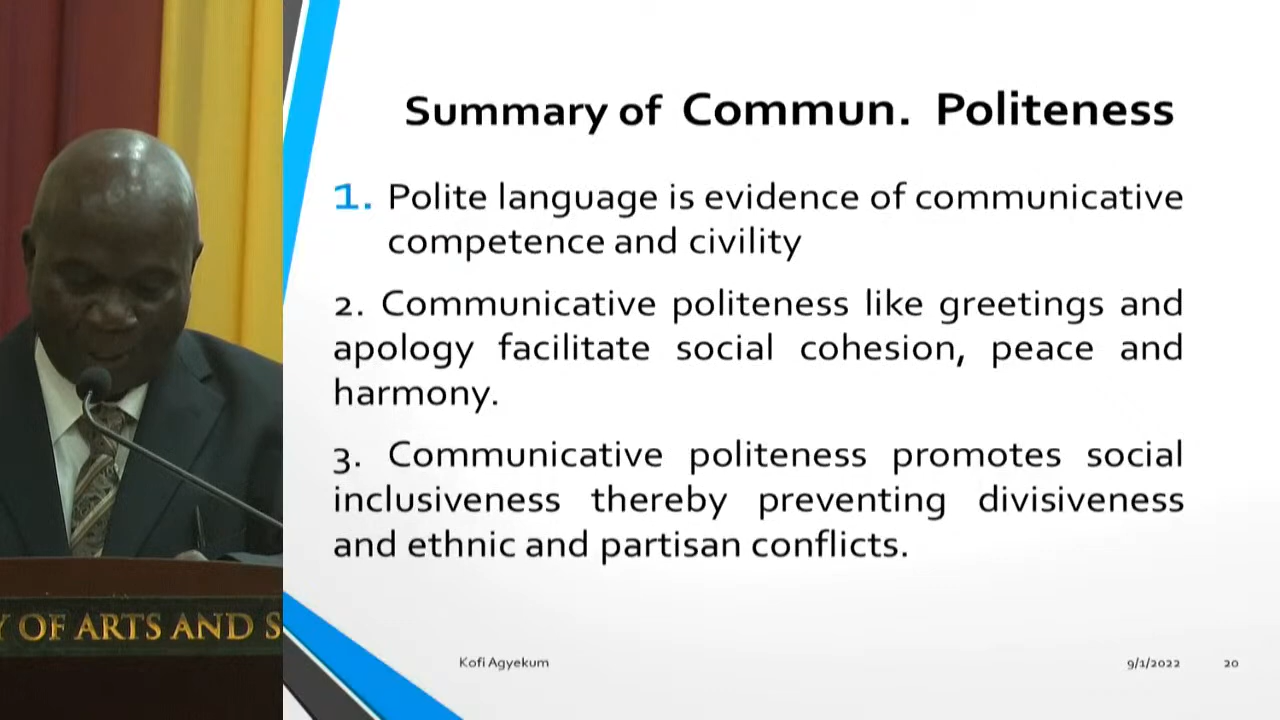 Summary of Commun. Politeness
1. Polite language is evidence of communicative
competence and civility
2. Communicative politeness like greetings and
apology facilitate social cohesion, peace and
harmony.
3. Communicative politeness promotes social
inclusiveness thereby preventing divisiveness
and ethnic and partisan conflicts.
Y OF ARTS AND S
Kofi Agyekum
9/1/2022
20